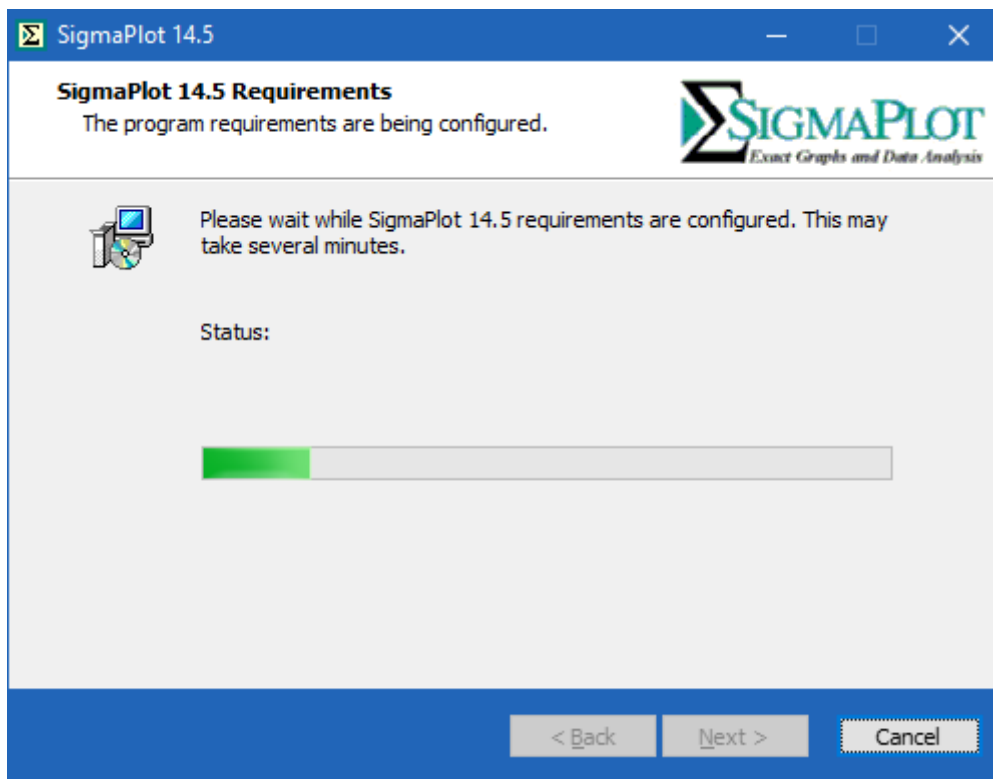 SigmaPlot 14.5
SigmaPlot 14.5 Requirements
The program requirements are being configured.
SIGMAPLOT
Exact Graphs and Data Analysis
Please wait while SigmaPlot 14.5 requirements are configured. This may
take several minutes.
Status:
< Back
Next >
Cancel